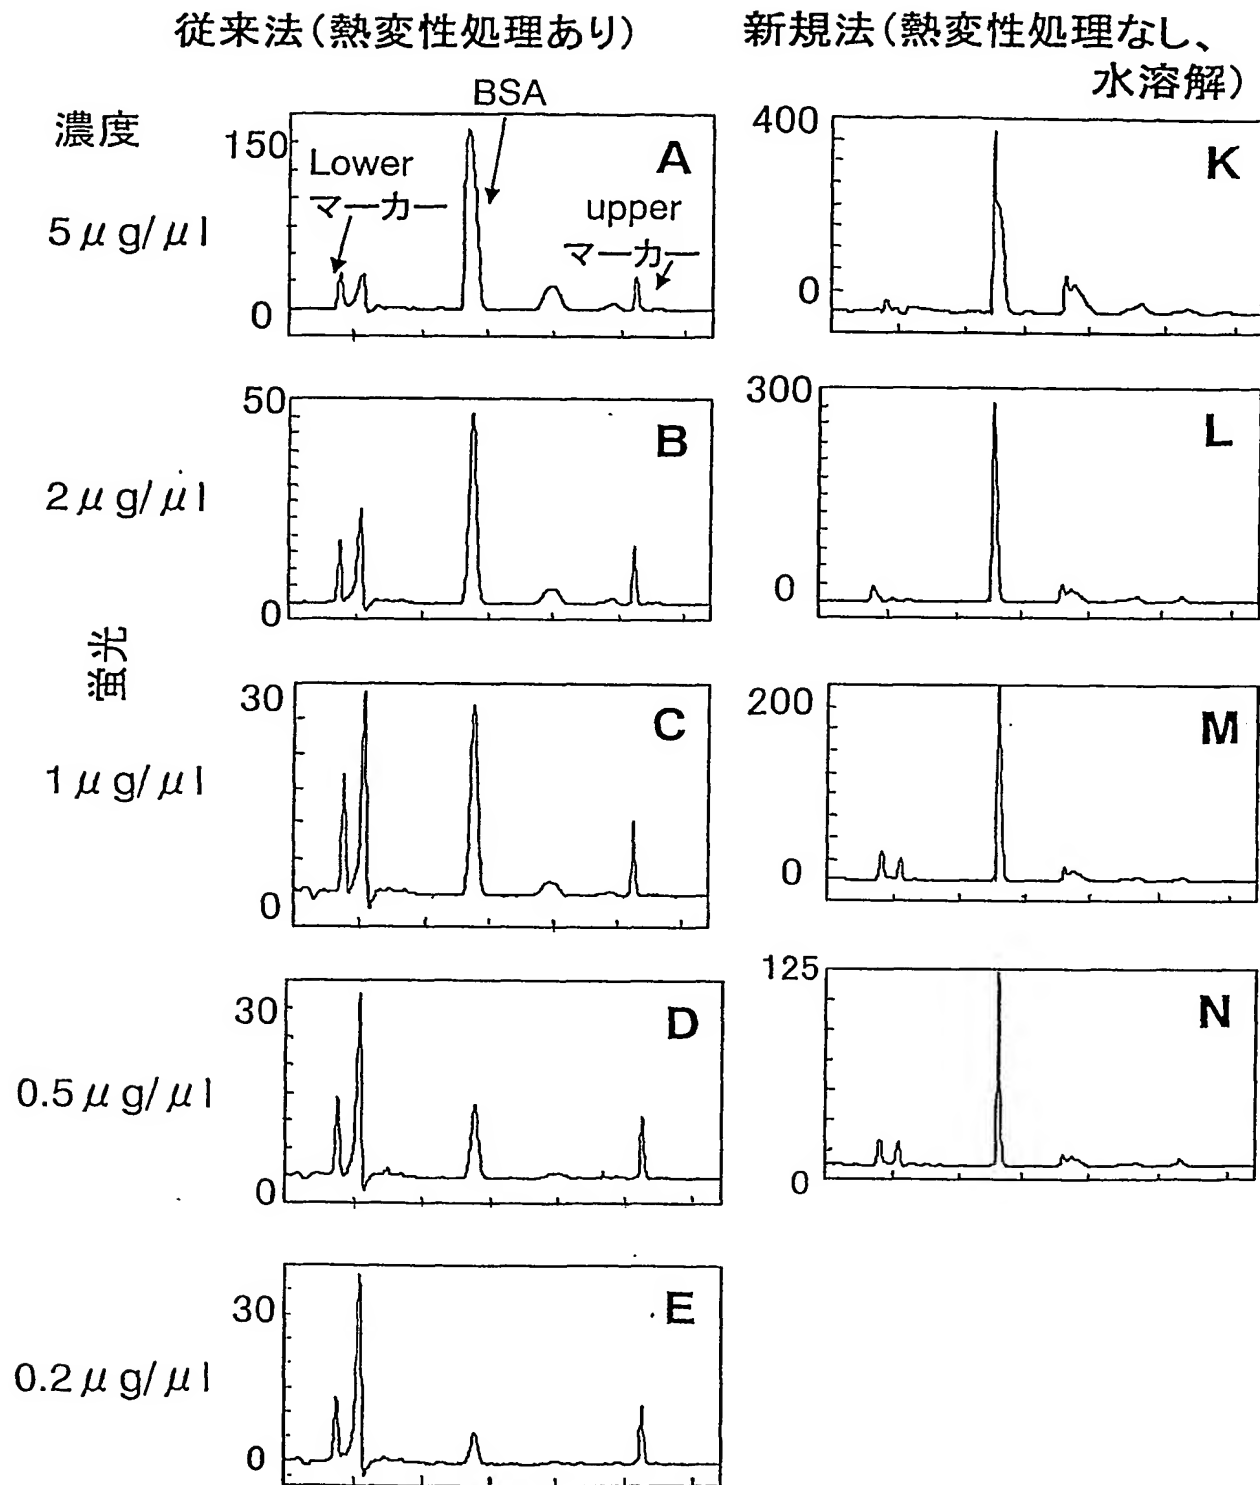 従来法（熱変性処理あり）
新規法（熱変性処理なし、
水溶解）
濃度
5μg/μl
150
0
Lower
マーカー
BSA
upper
マーカー
A
400
0
K
2μg/μl
50
0
B
300
0
L
蛍光
1μg/μl
30
0
C
200
0
M
0.5μg/μl
30
0
D
125
0
N
0.2μg/μl
30
0
E